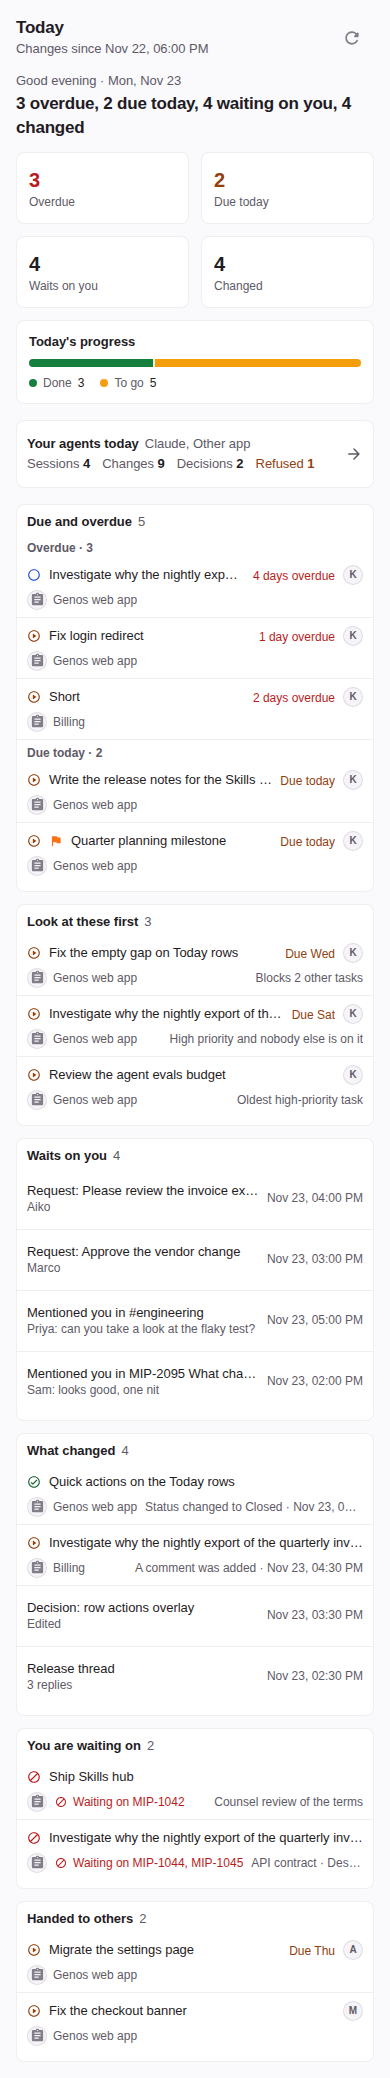 Today
Changes since Nov 22, 06:00 PM
Good evening · Mon, Nov 23
3 overdue, 2 due today, 4 waiting on you, 4
changed
3
Overdue
2
Due today
4
Waits on you
4
Changed
Today's progress
Done 3 To go 5
Your agents today Claude, Other app
Sessions 4 Changes 9 Decisions 2 Refused 1
Due and overdue 5
Overdue · 3
Investigate why the nightly exp… 4 days overdue K
Genos web app
Fix login redirect 1 day overdue K
Genos web app
Short 2 days overdue K
Billing
Due today · 2
Write the release notes for the Skills … Due today K
Genos web app
Quarter planning milestone Due today K
Genos web app
Look at these first 3
Fix the empty gap on Today rows Due Wed K
Genos web app Blocks 2 other tasks
Investigate why the nightly export of th… Due Sat K
Genos web app High priority and nobody else is on it
Review the agent evals budget K
Genos web app Oldest high-priority task
Waits on you 4
Request: Please review the invoice ex… Nov 23, 04:00 PM
Aiko
Request: Approve the vendor change Nov 23, 03:00 PM
Marco
Mentioned you in #engineering Nov 23, 05:00 PM
Priya: can you take a look at the flaky test?
Mentioned you in MIP-2095 What cha… Nov 23, 02:00 PM
Sam: looks good, one nit
What changed 4
Quick actions on the Today rows
Genos web app Status changed to Closed · Nov 23, 0…
Investigate why the nightly export of the quarterly inv…
Billing A comment was added · Nov 23, 04:30 PM
Decision: row actions overlay Nov 23, 03:30 PM
Edited
Release thread Nov 23, 02:30 PM
3 replies
You are waiting on 2
Ship Skills hub
Waiting on MIP-1042 Counsel review of the terms
Investigate why the nightly export of the quarterly inv…
Waiting on MIP-1044, MIP-1045 API contract · Des…
Handed to others 2
Migrate the settings page Due Thu A
Genos web app
Fix the checkout banner M
Genos web app